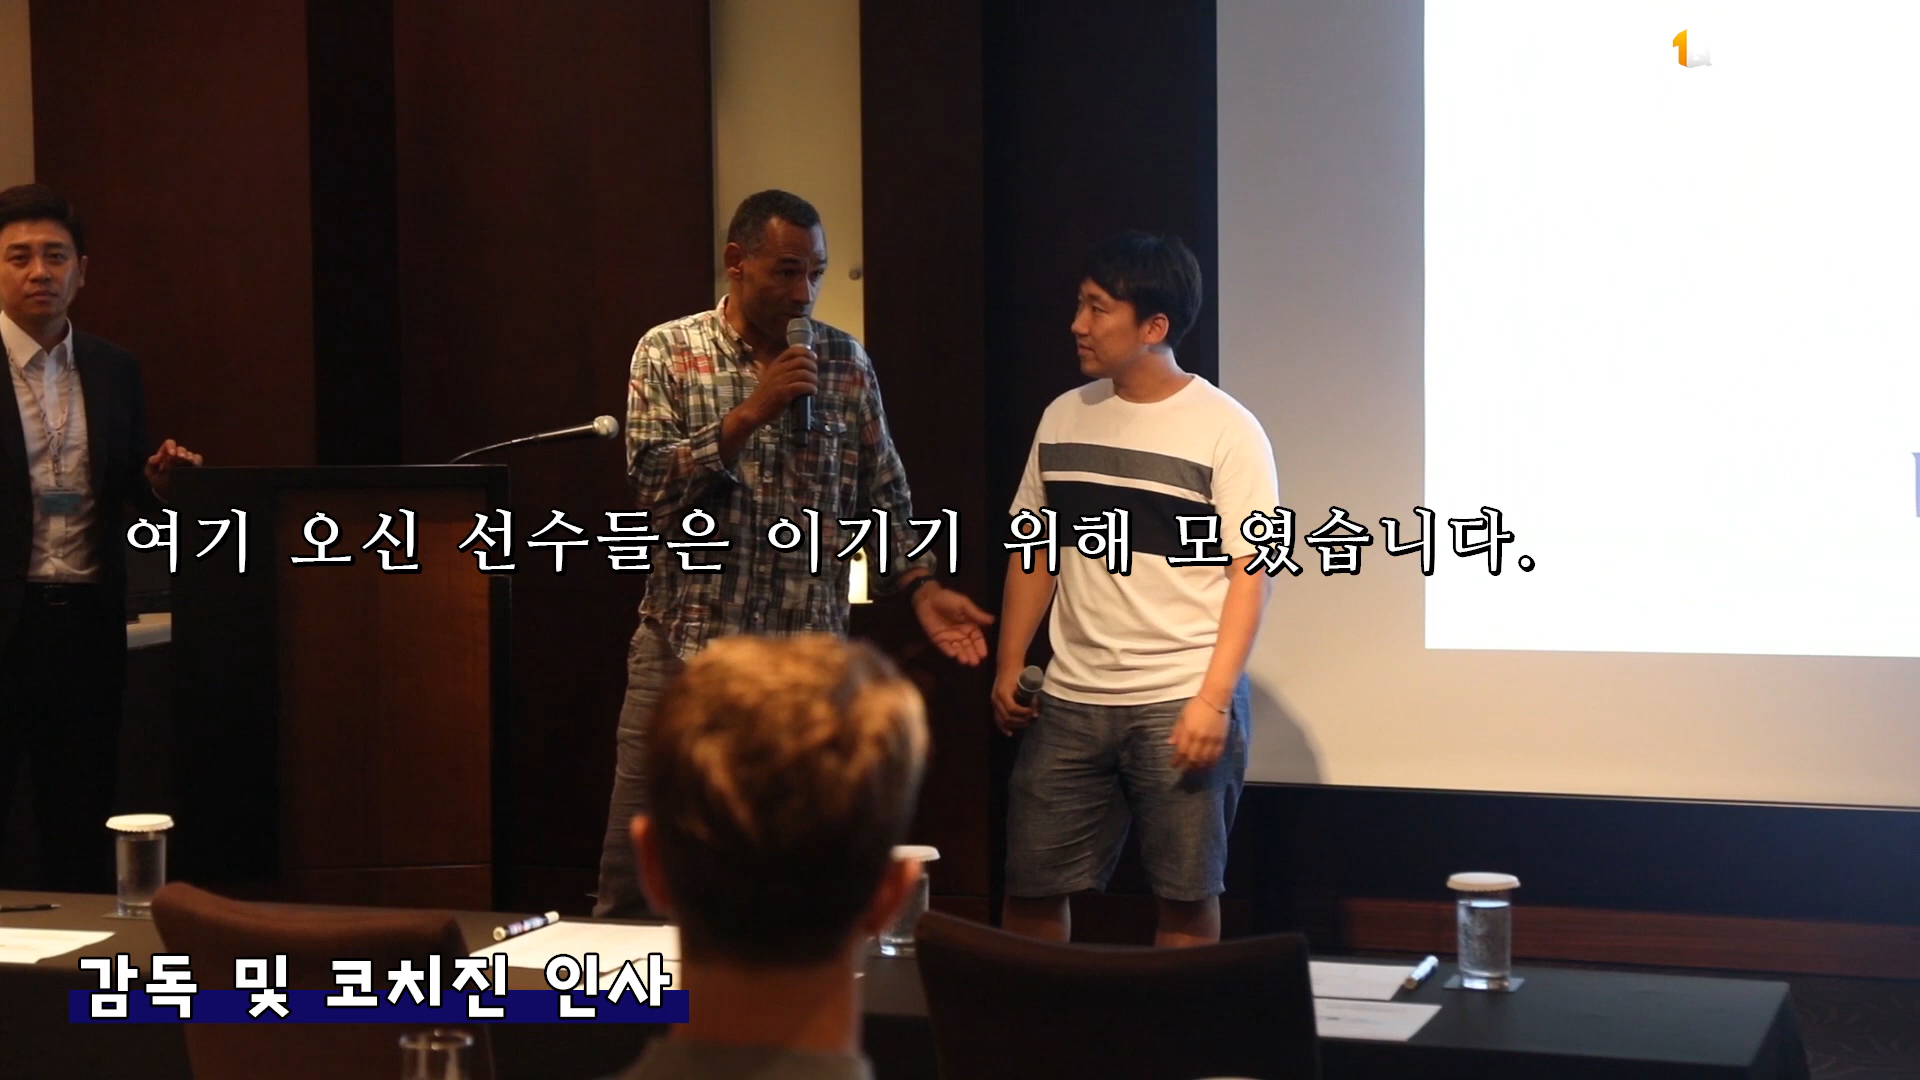 여기 오신 선수들은 이기기 위해 모였습니다.
감독 및 코치진 인사